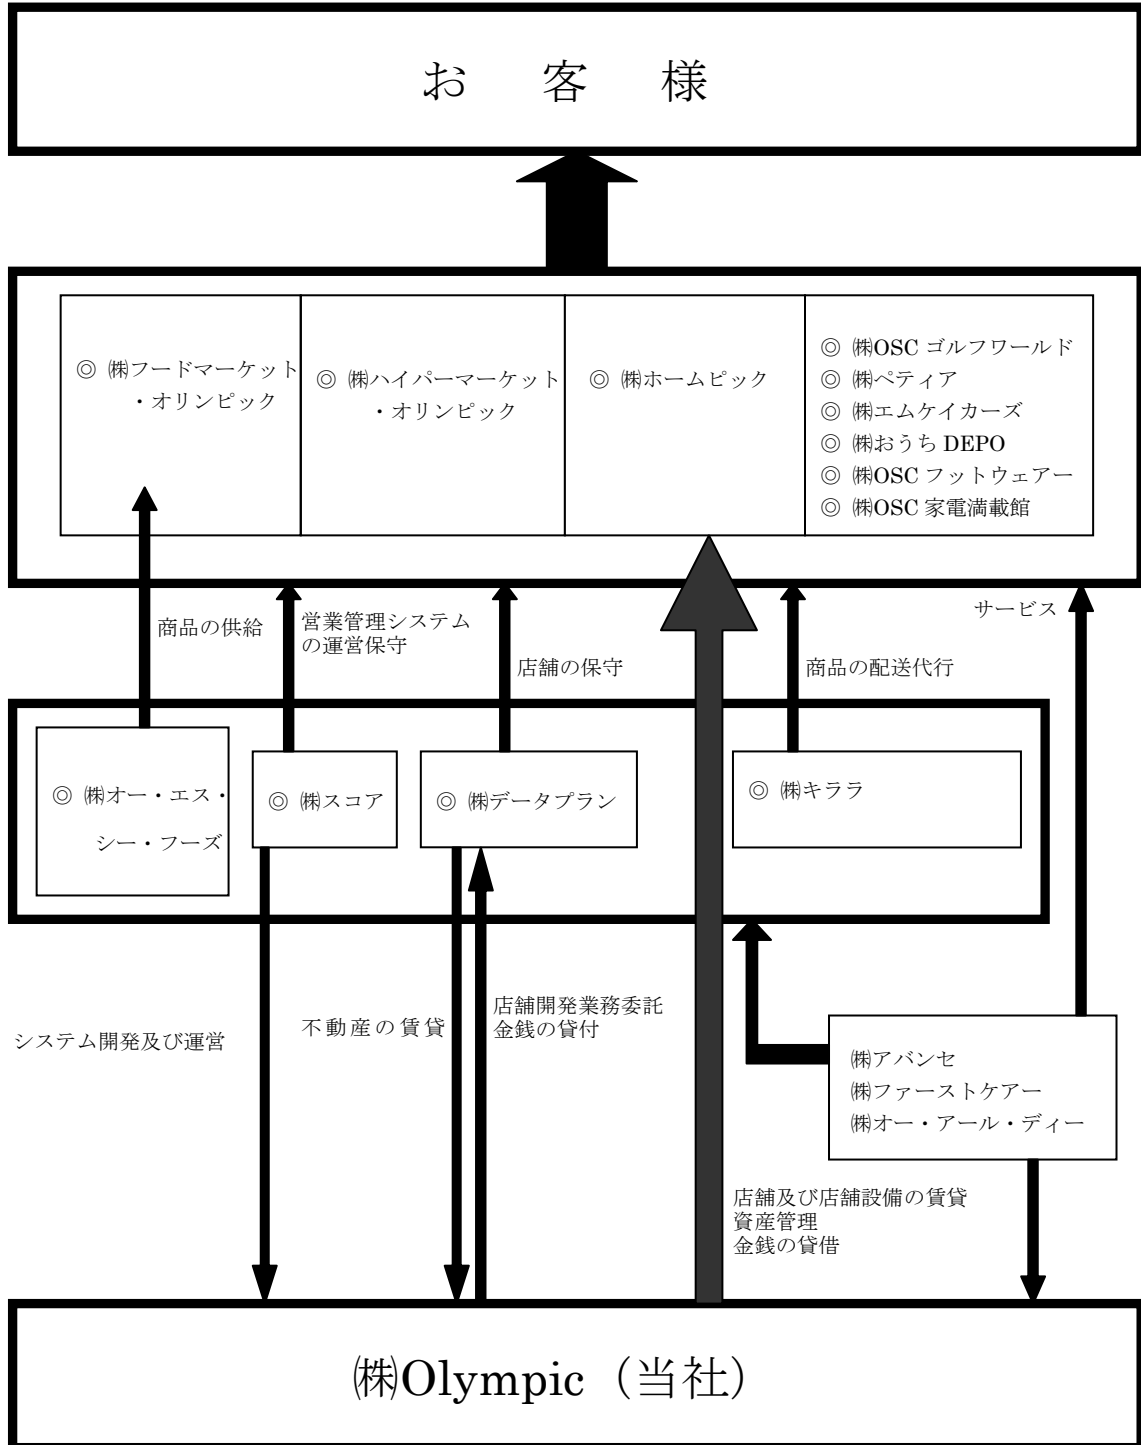 お　客　様
◎ ㈱フードマーケット
・オリンピック
◎ ㈱ハイパーマーケット
・オリンピック
◎ ㈱ホームピック
◎ ㈱OSC ゴルフワールド
◎ ㈱ペティア
◎ ㈱エムケイカーズ
◎ ㈱おうち DEPO
◎ ㈱OSC フットウェアー
◎ ㈱OSC 家電満載館
商品の供給
営業管理システム
の運営保守
店舗の保守
商品の配送代行
サービス
◎ ㈱オー・エス・
シー・フーズ
◎ ㈱スコア
◎ ㈱データプラン
◎ ㈱キララ
システム開発及び運営
不動産の賃貸
店舗開発業務委託
金銭の貸付
㈱アバンセ
㈱ファーストケアー
㈱オー・アール・ディー
店舗及び店舗設備の賃貸
資産管理
金銭の貸借
㈱Olympic（当社）